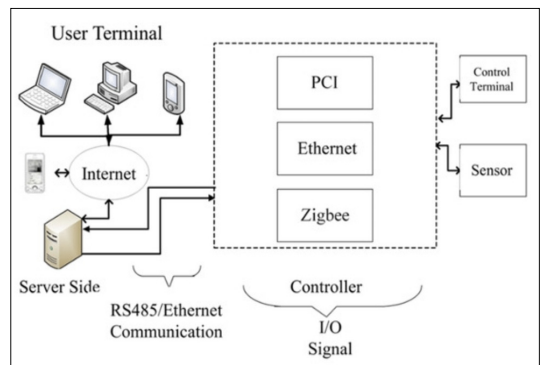 User Terminal
PCI
Control
Terminal
Ethernet
Internet
Sensor
Zigbee
Server Side
Controller
RS485/Ethernet
Communication
I/O
Signal